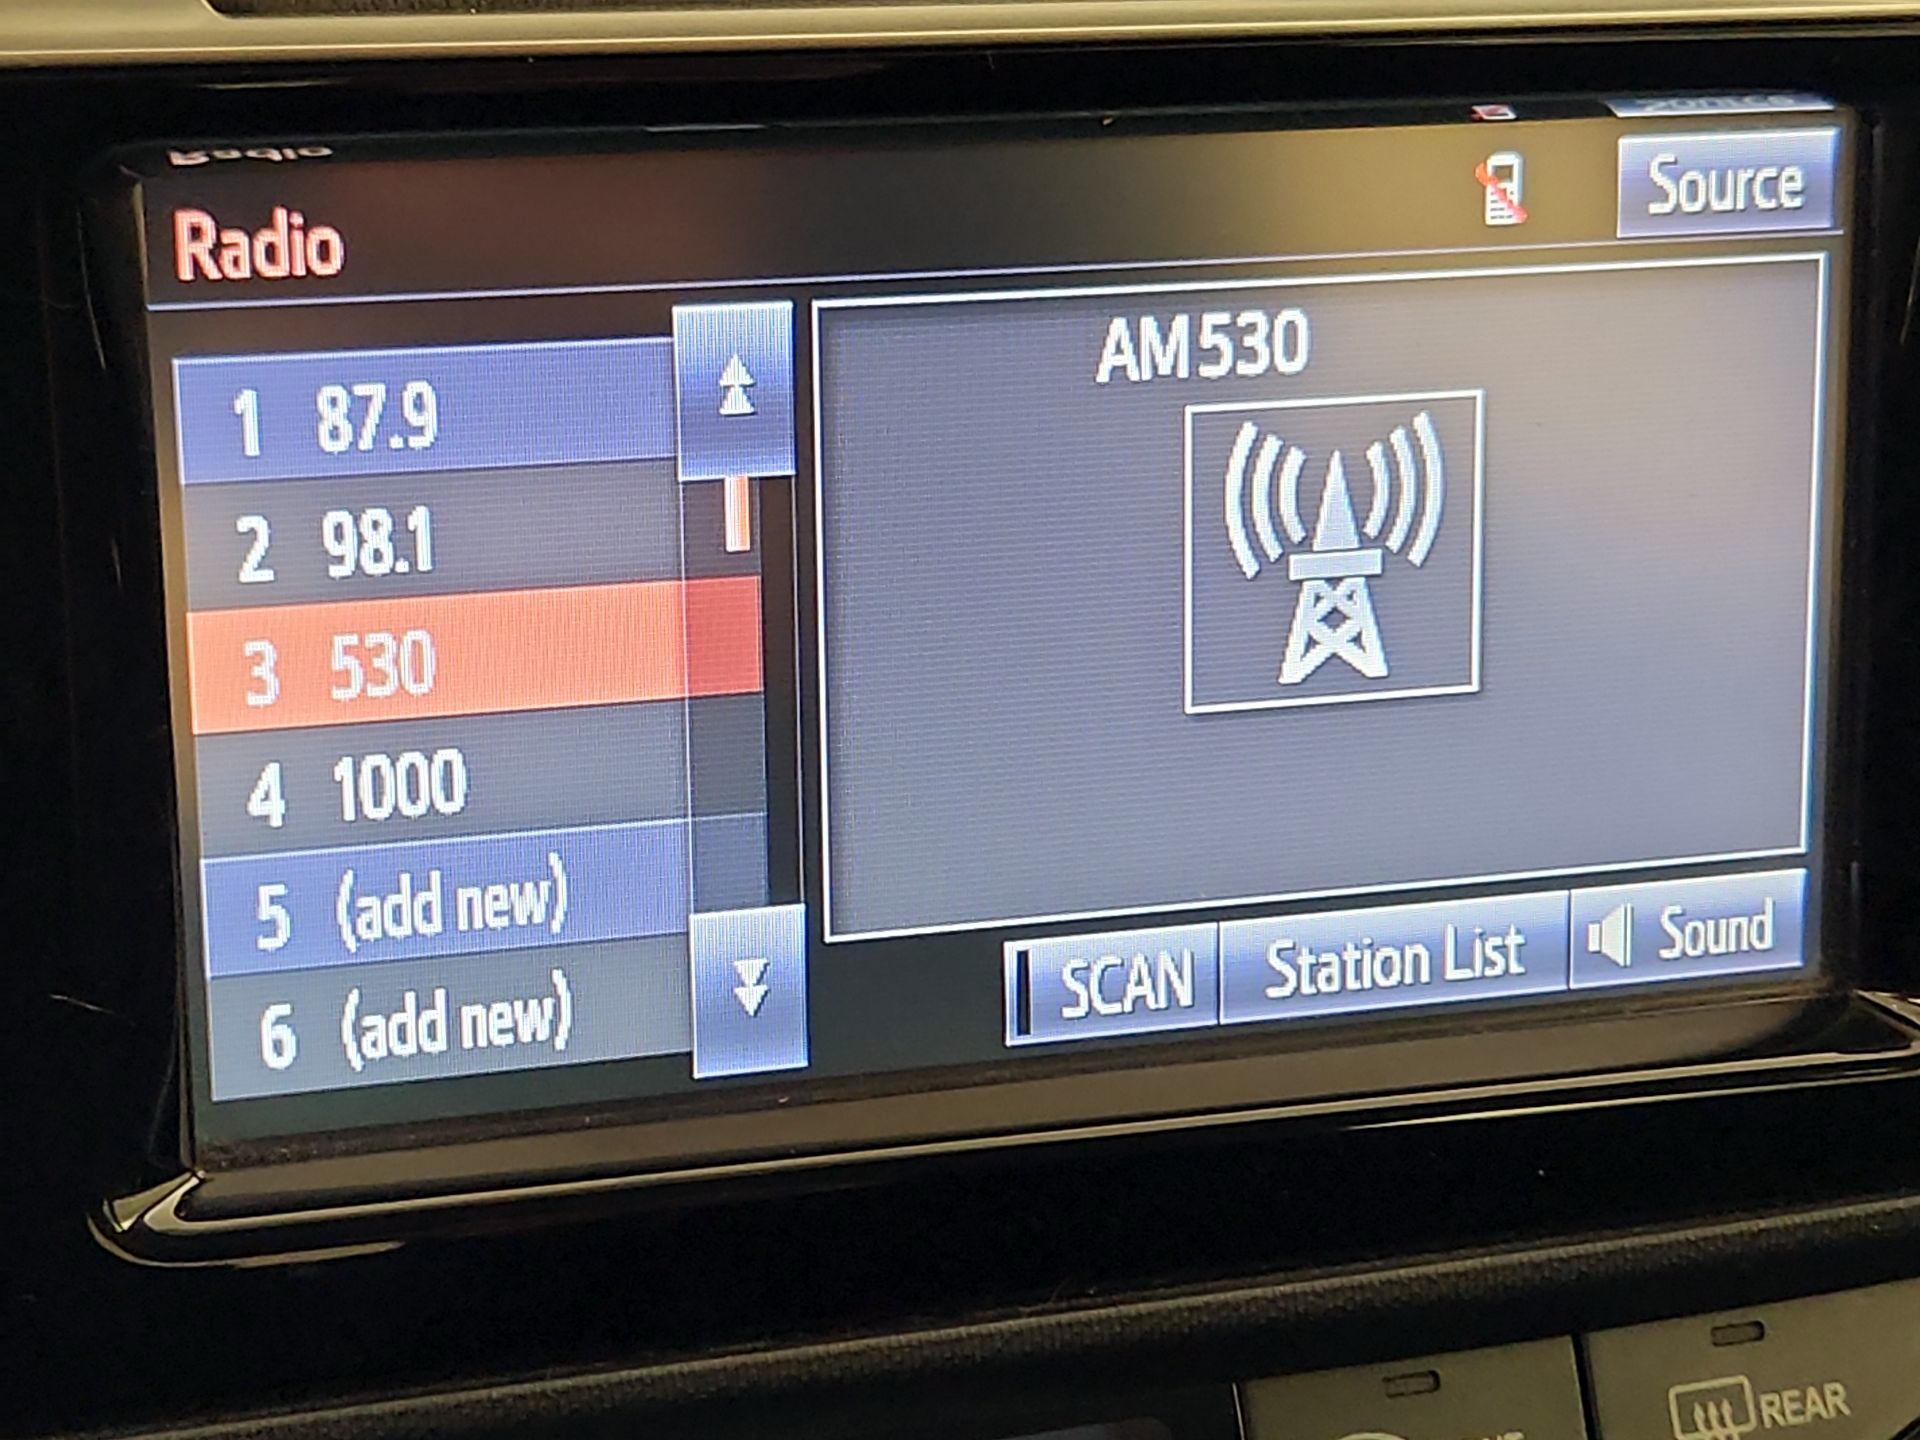 Radio
Source
1 87.9
2 98.1
3 530
4 1000
5 (add new)
6 (add new)
AM530
SCAN
Station List
Sound
REAR